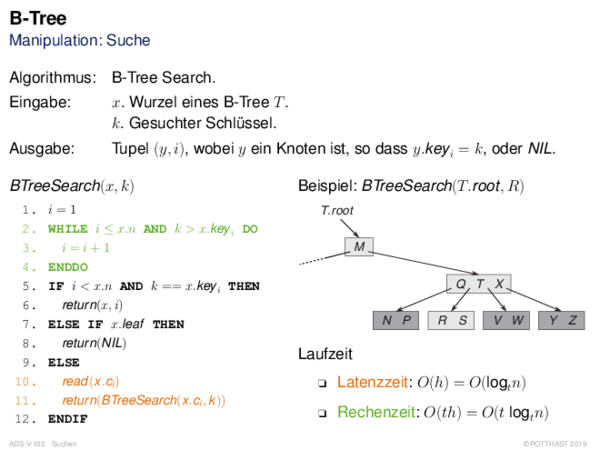 B-Tree
Manipulation: Suche
Algorithmus: B-Tree Search.
Eingabe: x. Wurzel eines B-Tree T.
k. Gesuchter Schlüssel.
Ausgabe: Tupel (y, i), wobei y ein Knoten ist, so dass y.key_i = k, oder NIL.
BTreeSearch(x, k)
1. i = 1
2. WHILE i ≤ x.n AND k > x.key_i DO
3. i = i + 1
4. ENDDO
5. IF i < x.n AND k == x.key_i THEN
6. return(x, i)
7. ELSE IF x.leaf THEN
8. return(NIL)
9. ELSE
10. read(x.c_i)
11. return(BTreeSearch(x.c_i, k))
12. ENDIF
Beispiel: BTreeSearch(T.root, R)
T.root
M
Q T X
N P R S V W Y Z
Laufzeit
❑ Latenzzeit: O(h) = O(log_t n)
❑ Rechenzeit: O(th) = O(t log_t n)
ADS:V-183 Suchen ©POTTHAST 2019